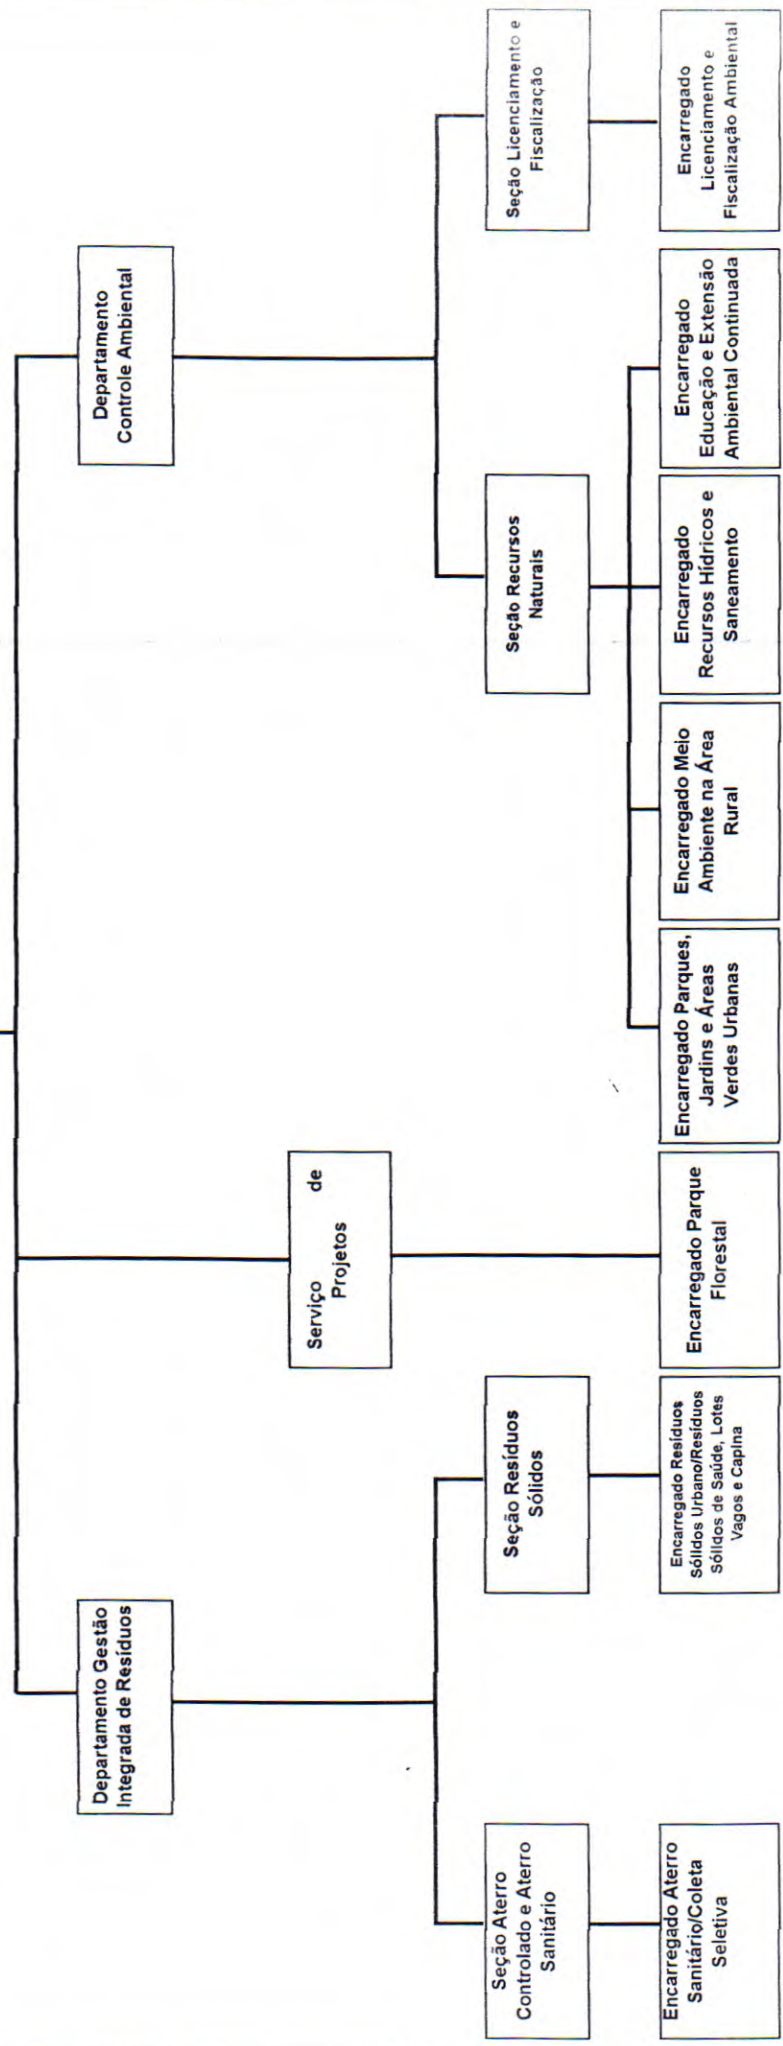 Departamento Gestão
Integrada de Resíduos
Departamento
Controle Ambiental
Serviço de
Projetos
Seção Aterro
Controlado e Aterro
Sanitário
Seção Resíduos
Sólidos
Seção Recursos
Naturais
Seção Licenciamento e
Fiscalização
Encarregado Aterro
Sanitário/Coleta
Seletiva
Encarregado Resíduos
Sólidos Urbano/Resíduos
Sólidos de Saúde, Lotes
Vagos e Capina
Encarregado Parque
Florestal
Encarregado Parques,
Jardins e Áreas
Verdes Urbanas
Encarregado Meio
Ambiente na Área
Rural
Encarregado
Recursos Hídricos e
Saneamento
Encarregado
Educação e Extensão
Ambiental Continuada
Encarregado
Licenciamento e
Fiscalização Ambiental